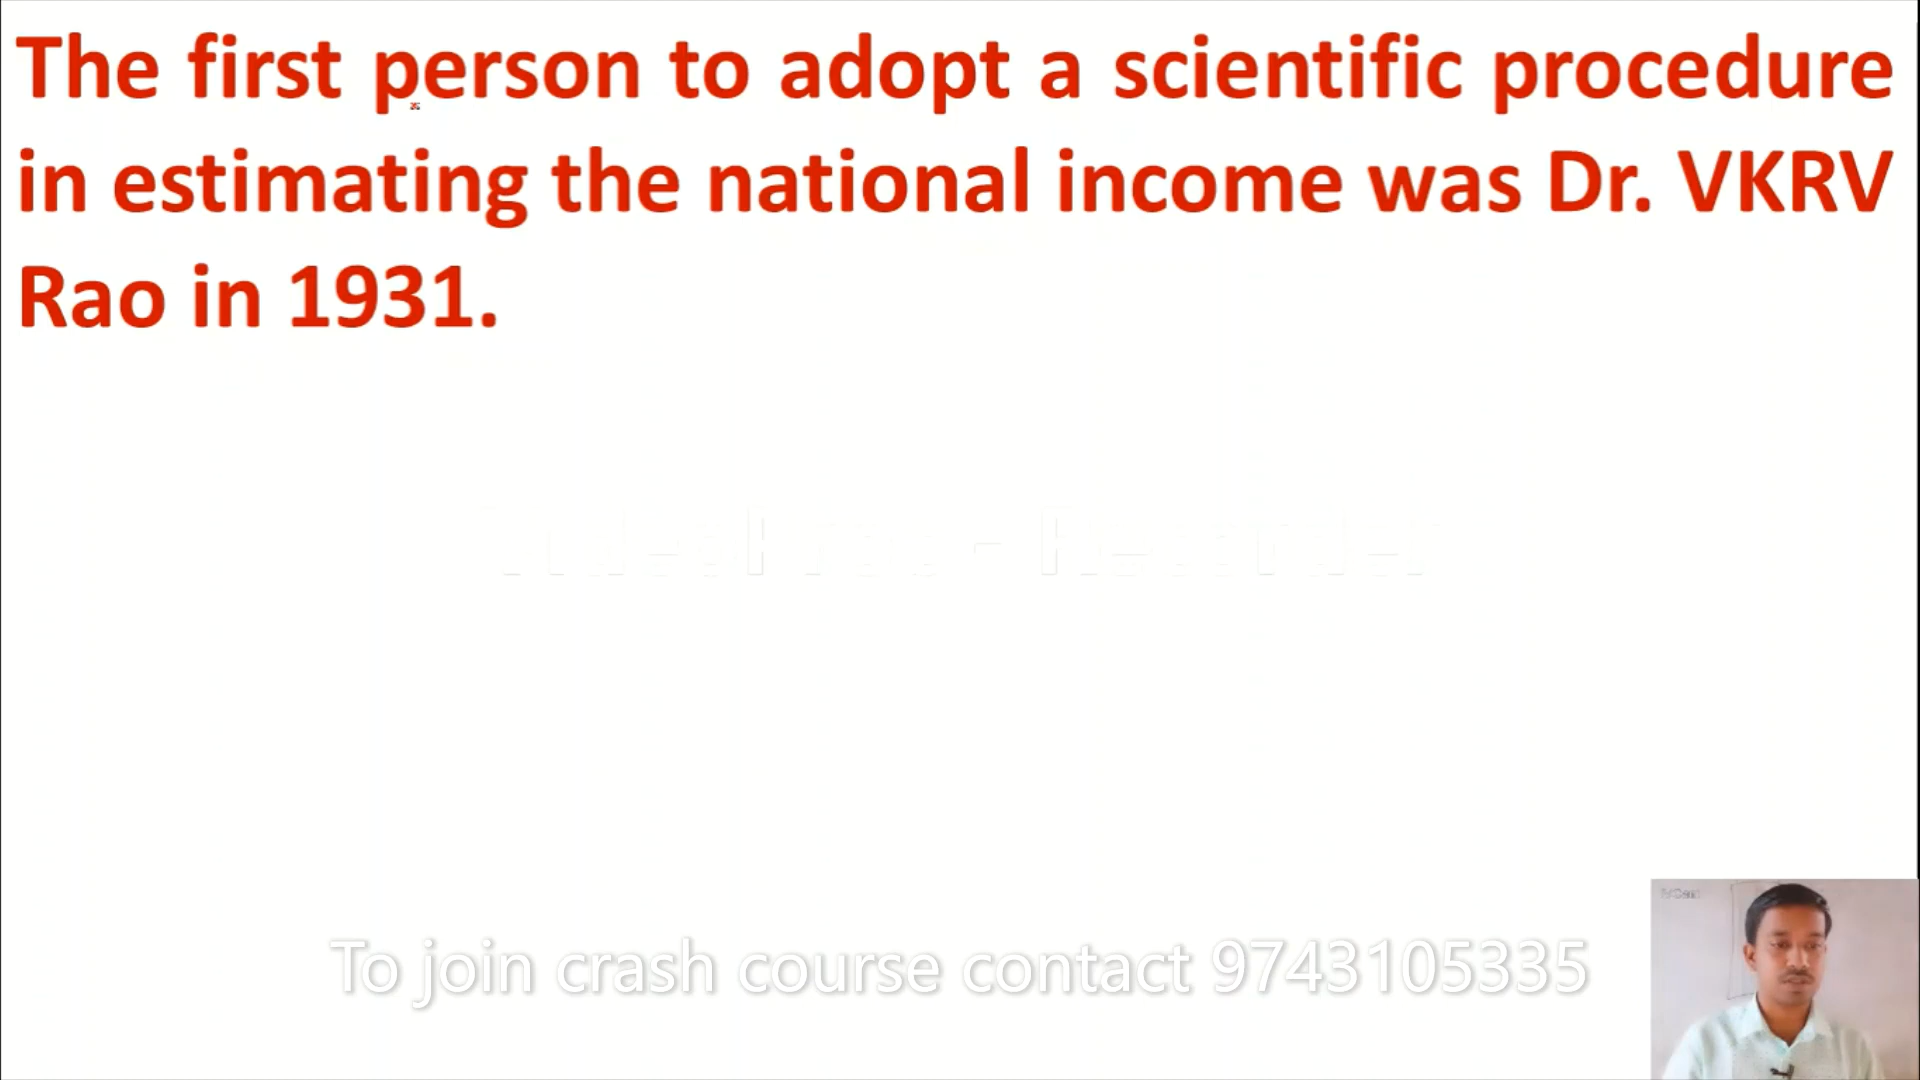 The first person to adopt a scientific procedure
in estimating the national income was Dr. VKRV
Rao in 1931.
To join crash course contact 9743105335